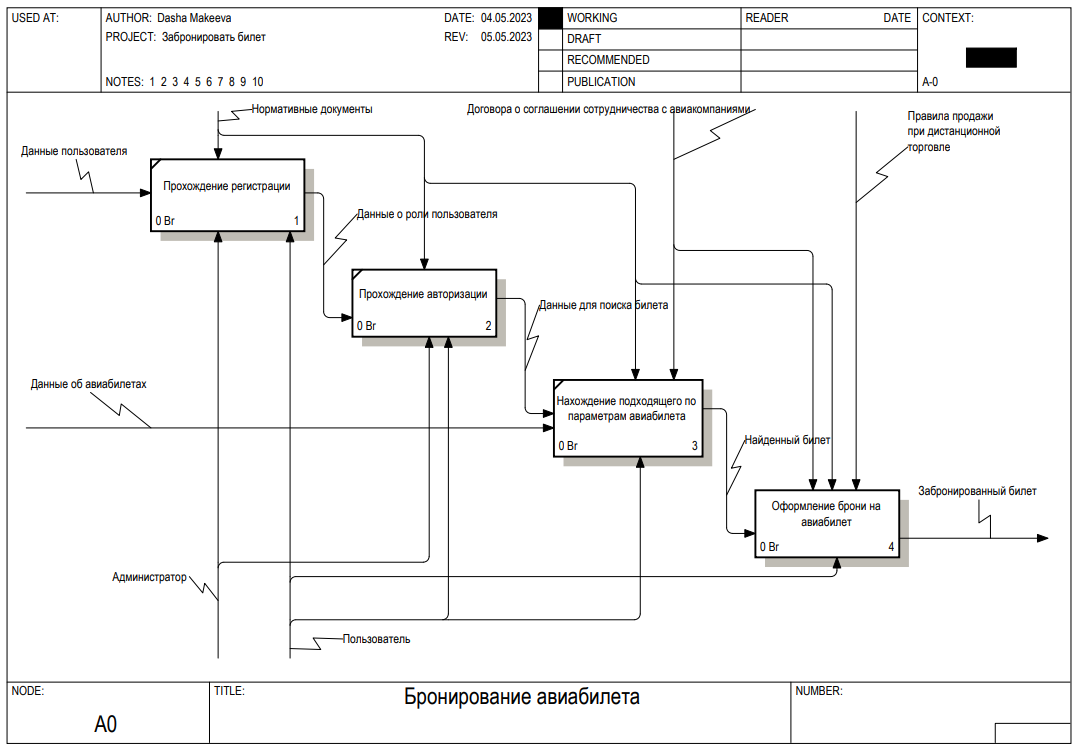 USED AT:
AUTHOR: Dasha Makeeva
DATE: 04.05.2023
PROJECT: Забронировать билет
REV: 05.05.2023
NOTES: 1 2 3 4 5 6 7 8 9 10
WORKING
DRAFT
RECOMMENDED
PUBLICATION
READER
DATE
CONTEXT:
A-0
Нормативные документы
Договора о соглашении сотрудничества с авиакомпаниями
Правила продажи
при дистанционной
торговле
Данные пользователя
Прохождение регистрации
0 Br
1
Данные о роли пользователя
Прохождение авторизации
0 Br
2
Данные для поиска билета
Данные об авиабилетах
Нахождение подходящего по
параметрам авиабилета
0 Br
3
Найденный билет
Оформление брони на
авиабилет
0 Br
4
Забронированный билет
Администратор
Пользователь
NODE:
A0
TITLE:
Бронирование авиабилета
NUMBER: